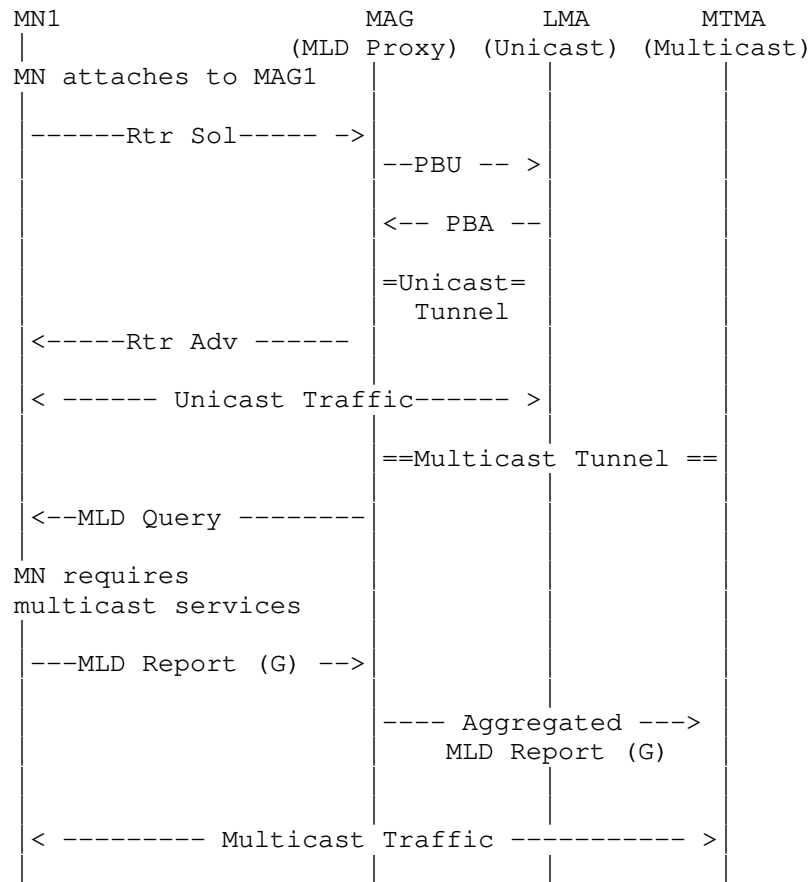 MN1 MAG LMA MTMA
(MLD Proxy) (Unicast) (Multicast)
MN attaches to MAG1
------Rtr Sol----- ->
--PBU -- >
<-- PBA --
=Unicast=
Tunnel
<-----Rtr Adv ------
< ------ Unicast Traffic------ >
==Multicast Tunnel ==
<--MLD Query --------
MN requires
multicast services
---MLD Report (G) -->
---- Aggregated --->
MLD Report (G)
< --------- Multicast Traffic ----------- >